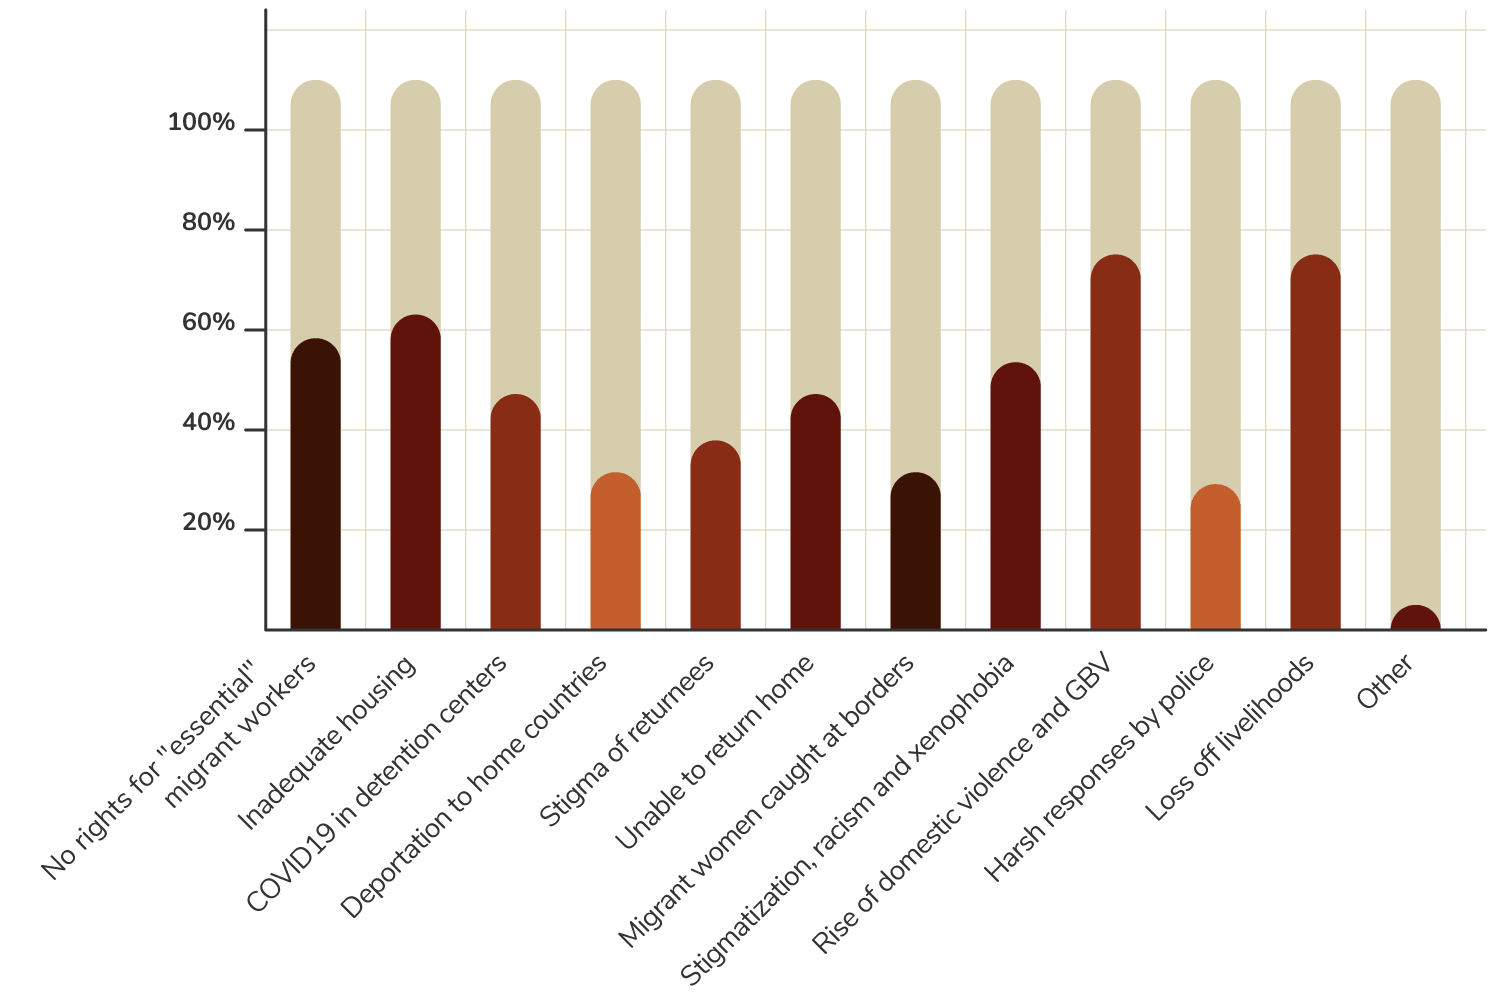 100%
80%
60%
40%
20%
No rights for "essential"
migrant workers
Inadequate housing
COVID19 in detention centers
Deportation to home countries
Stigma of returnees
Unable to return home
Migrant women caught at borders
Stigmatization, racism and xenophobia
Rise of domestic violence and GBV
Harsh responses by police
Loss off livelihoods
Other